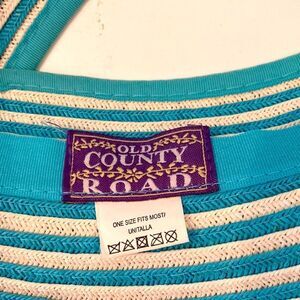 OLD
COUNTY
ROAD
ONE SIZE FITS MOST/
UNITALLA